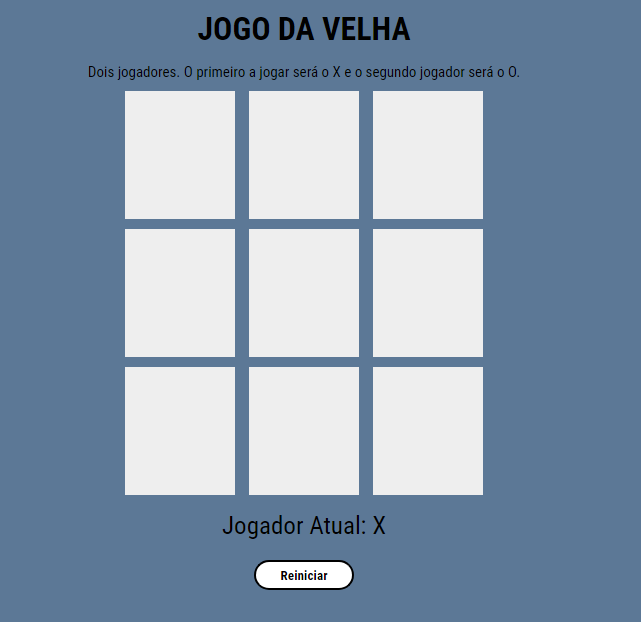 JOGO DA VELHA
Dois jogadores. O primeiro a jogar será o X e o segundo jogador será o O.
Jogador Atual: X
Reiniciar